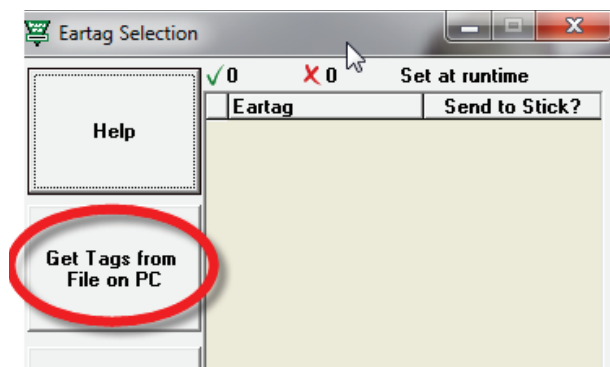 Eartag Selection
✓ 0 ✗ 0 Set at runtime
Eartag Send to Stick?
Help
Get Tags from
File on PC